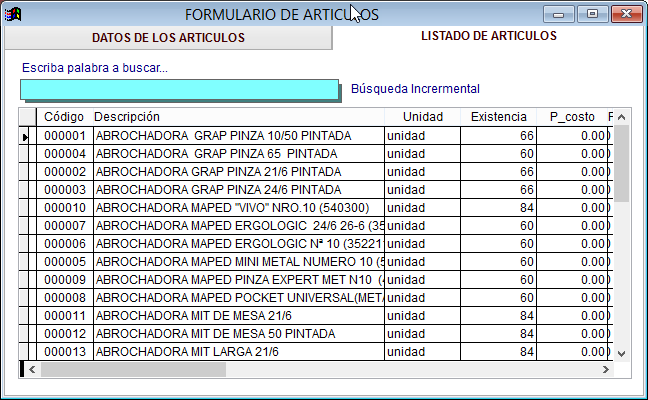 FORMULARIO DE ARTICULOS
DATOS DE LOS ARTICULOS LISTADO DE ARTICULOS
Escriba palabra a buscar...
Búsqueda Incremental
Código Descripción Unidad Existencia P_costo
000001 ABROCHADORA GRAP PINZA 10/50 PINTADA unidad 66 0.00
000004 ABROCHADORA GRAP PINZA 65 PINTADA unidad 60 0.00
000002 ABROCHADORA GRAP PINZA 21/6 PINTADA unidad 66 0.00
000003 ABROCHADORA GRAP PINZA 24/6 PINTADA unidad 66 0.00
000010 ABROCHADORA MAPED "VIVO" NRO.10 (540300) unidad 84 0.00
000007 ABROCHADORA MAPED ERGOLOGIC 24/6 26-6 (35 unidad 60 0.00
000006 ABROCHADORA MAPED ERGOLOGIC Nª 10 (35221 unidad 60 0.00
000005 ABROCHADORA MAPED MINI METAL NUMERO 10 (5 unidad 60 0.00
000009 ABROCHADORA MAPED PINZA EXPERT MET N10 (4 unidad 60 0.00
000008 ABROCHADORA MAPED POCKET UNIVERSAL(META unidad 60 0.00
000011 ABROCHADORA MIT DE MESA 21/6 unidad 84 0.00
000012 ABROCHADORA MIT DE MESA 50 PINTADA unidad 84 0.00
000013 ABROCHADORA MIT LARGA 21/6 unidad 84 0.00